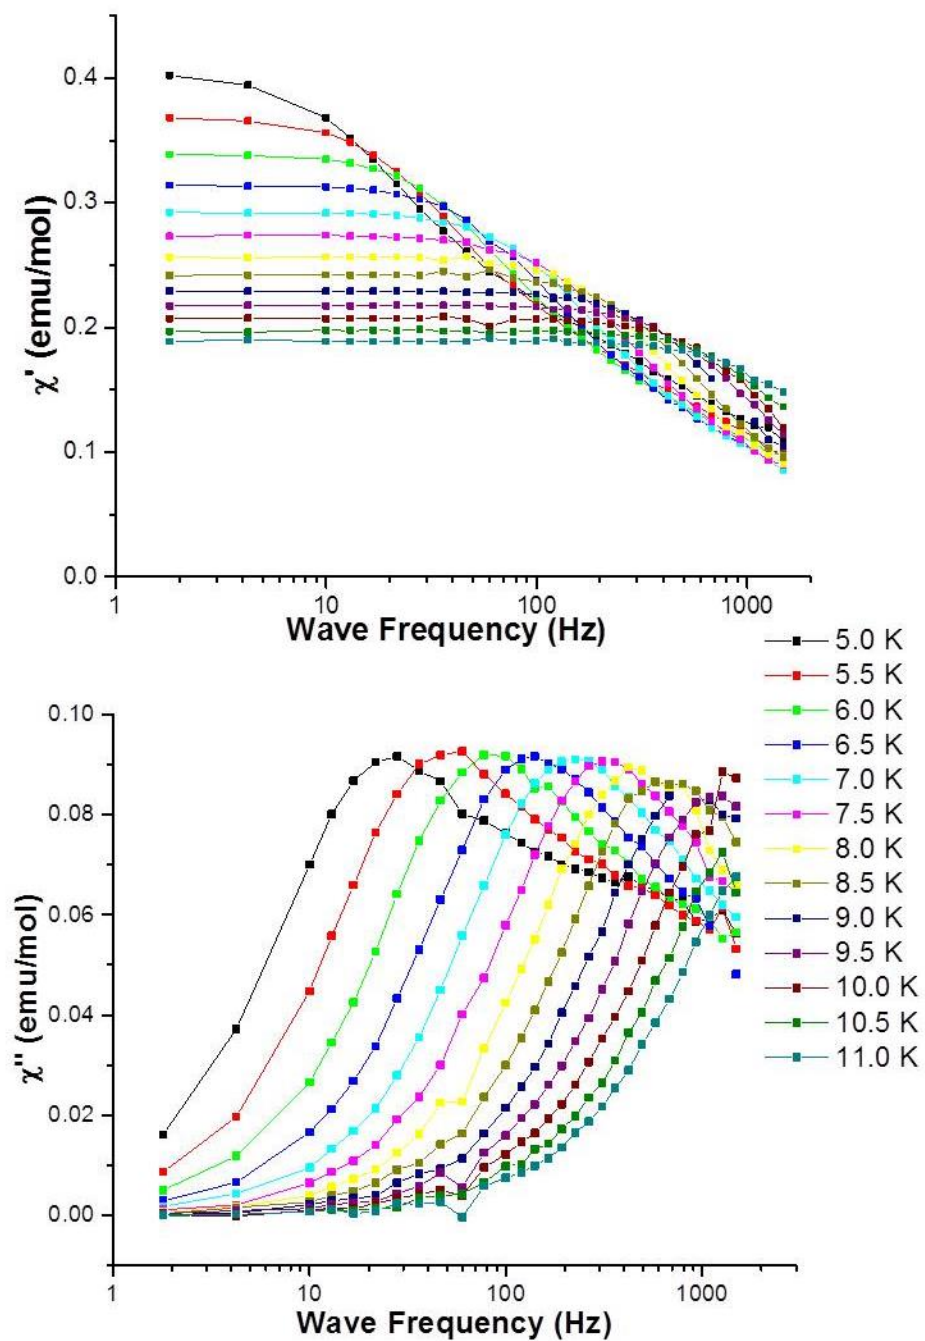 0.4
0.3
0.2
0.1
0.0
χ' (emu/mol)
1
10
100
1000
Wave Frequency (Hz)
5.0 K
5.5 K
6.0 K
6.5 K
7.0 K
7.5 K
8.0 K
8.5 K
9.0 K
9.5 K
10.0 K
10.5 K
11.0 K
0.10
0.08
0.06
0.04
0.02
0.00
χ'' (emu/mol)
1
10
100
1000
Wave Frequency (Hz)